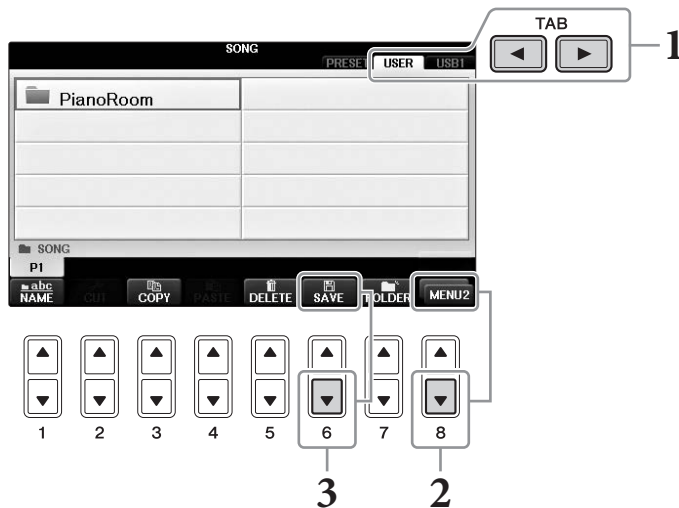 TAB
1
SONG
PRESET USER USB1
PianoRoom
SONG
P1
abc
NAME CUT COPY PASTE DELETE SAVE FOLDER MENU2
1 2 3 4 5 6 7 8
3 2